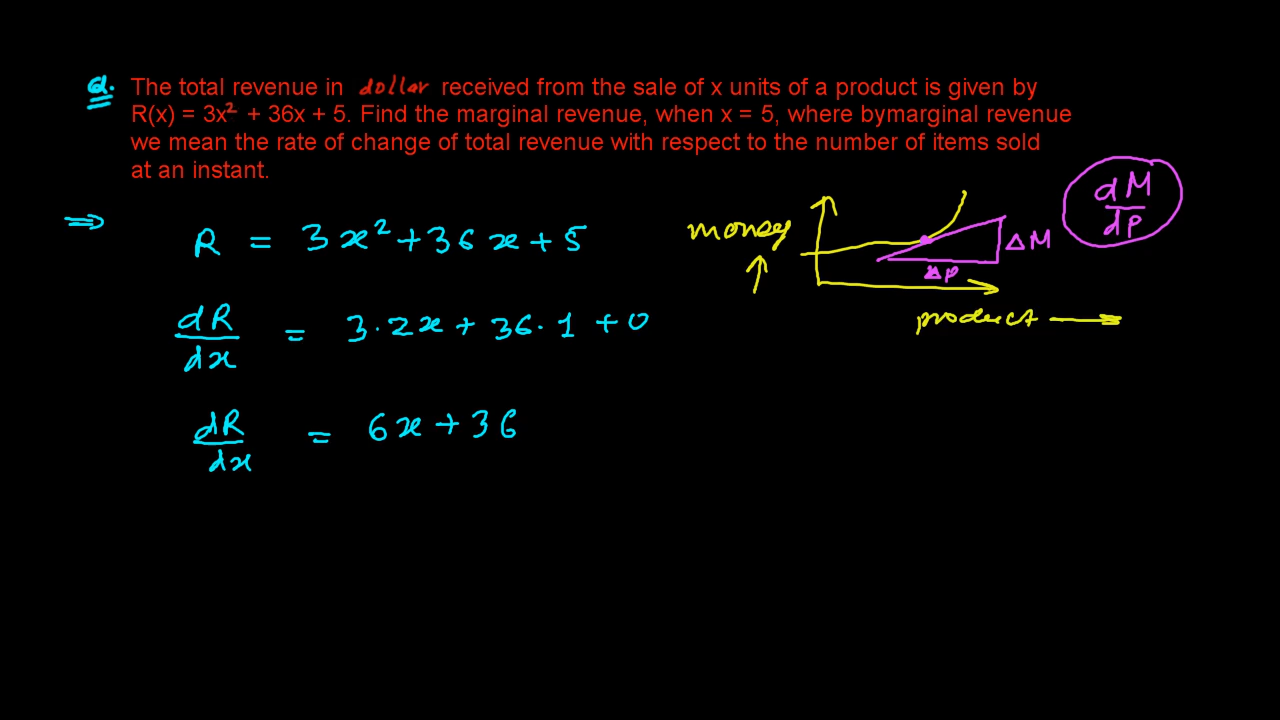 Q. The total revenue in dollar received from the sale of x units of a product is given by
R(x) = 3x² + 36x + 5. Find the marginal revenue, when x = 5, where bymarginal revenue
we mean the rate of change of total revenue with respect to the number of items sold
at an instant.
⇒ R = 3x² + 36x + 5
money ↑
ΔM
ΔP
product →
dM/dP
dR/dx = 3·2x + 36·1 + 0
dR/dx = 6x + 36